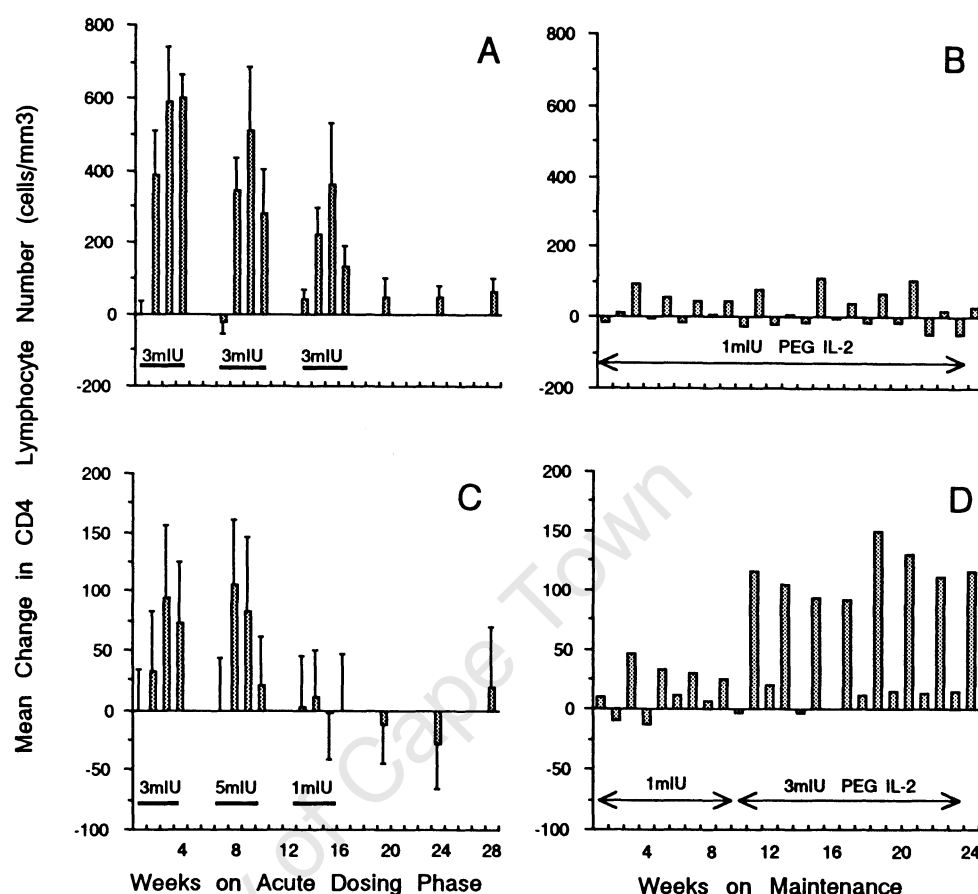 Mean Change in CD4 Lymphocyte Number (cells/mm3)
A
800
600
400
200
0
-200
3mIU 3mIU 3mIU
B
800
600
400
200
0
-200
1mIU PEG IL-2
C
200
150
100
50
0
-50
-100
3mIU 5mIU 1mIU
4 8 12 16 20 24 28
Weeks on Acute Dosing Phase
D
200
150
100
50
0
-50
-100
1mIU 3mIU PEG IL-2
4 8 12 16 20 24
Weeks on Maintenance
of Cape Town